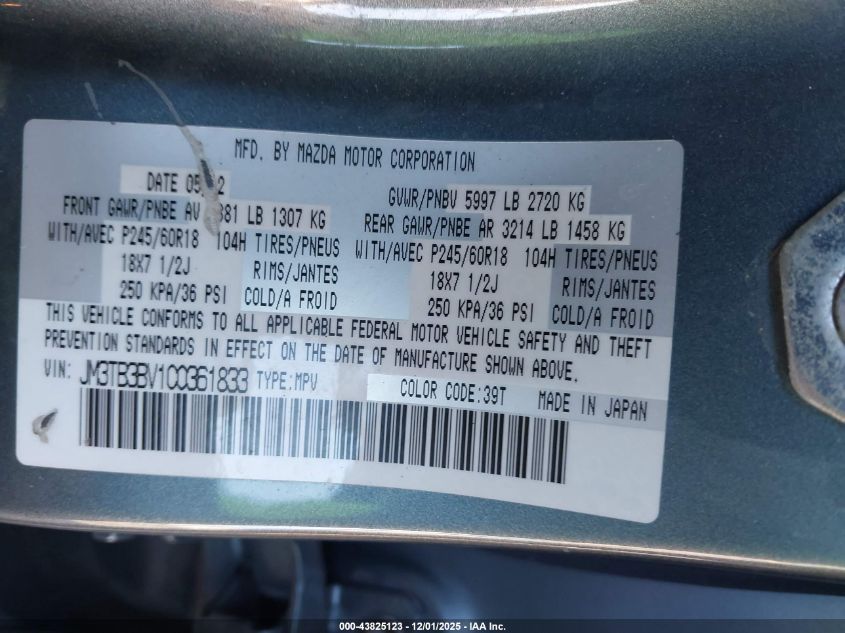 MFD. BY MAZDA MOTOR CORPORATION
DATE GVWR/PNBV 5997 LB 2720 KG
FRONT GAWR/PNBE AV LB 1307 KG REAR GAWR/PNBE AR 3214 LB 1458 KG
WITH/AVEC P245/60R18 104H TIRES/PNEUS WITH/AVEC P245/60R18 104H TIRES/PNEUS
18X7 1/2J RIMS/JANTES 18X7 1/2J RIMS/JANTES
250 KPA/36 PSI COLD/A FROID 250 KPA/36 PSI COLD/A FROID
THIS VEHICLE CONFORMS TO ALL APPLICABLE FEDERAL MOTOR VEHICLE SAFETY AND THEFT
PREVENTION STANDARDS IN EFFECT ON THE DATE OF MANUFACTURE SHOWN ABOVE.
VIN: JM3TB3BV1CC361833 TYPE:MPV COLOR CODE:39T MADE IN JAPAN
000-43825123 - 12/01/2025 - IAA Inc.